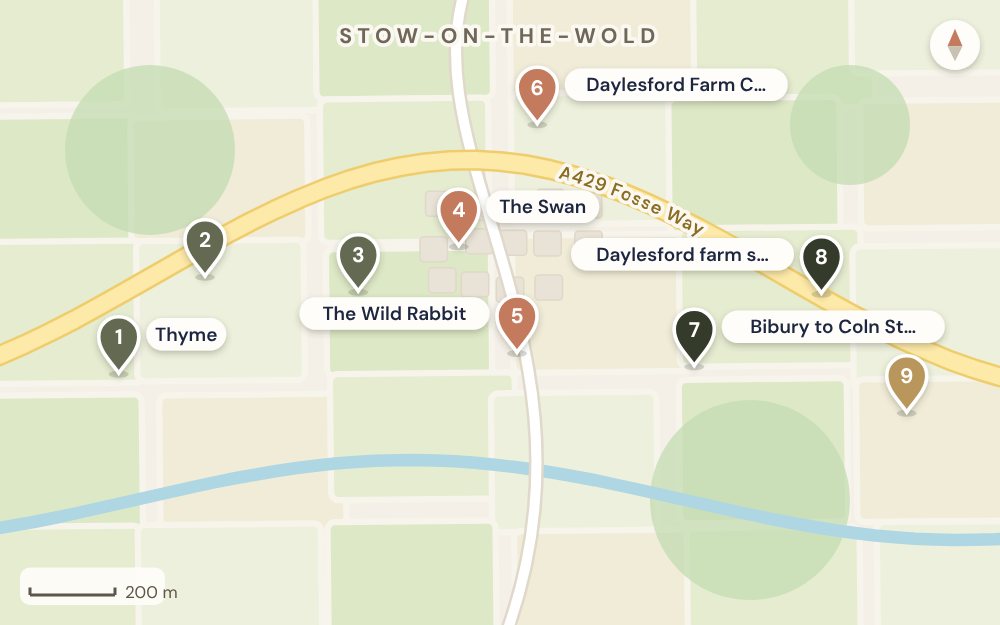 STOW-ON-THE-WOLD
6 Daylesford Farm C...
A429 Fosse Way
4 The Swan
2
3
Daylesford farm s... 8
The Wild Rabbit
5
1 Thyme
7 Bibury to Coln St...
9
200 m